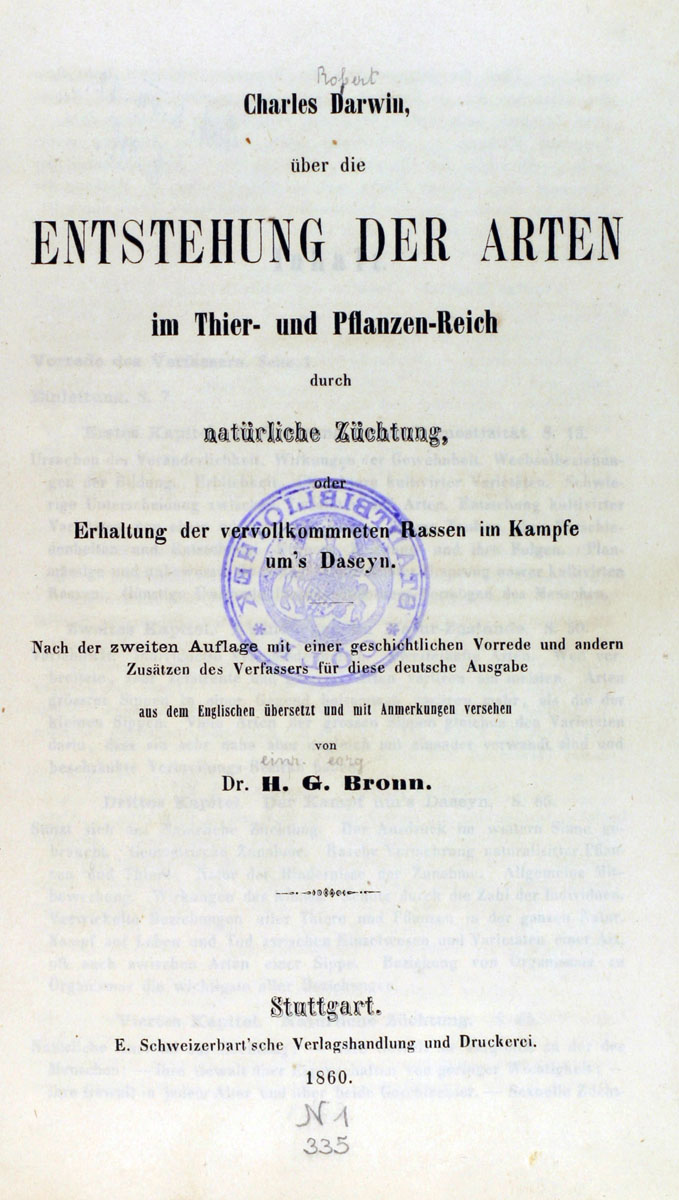 Robert
Charles Darwin,
über die
ENTSTEHUNG DER ARTEN
im Thier- und Pflanzen-Reich
durch
natürliche Züchtung,
oder
Erhaltung der vervollkommneten Rassen im Kampfe
um's Daseyn.
Nach der zweiten Auflage mit einer geschichtlichen Vorrede und andern
Zusätzen des Verfassers für diese deutsche Ausgabe
aus dem Englischen übersetzt und mit Anmerkungen versehen
von
einr. eorg
Dr. H. G. Bronn.
Stuttgart.
E. Schweizerbart'sche Verlagshandlung und Druckerei.
1860.
N 1
335